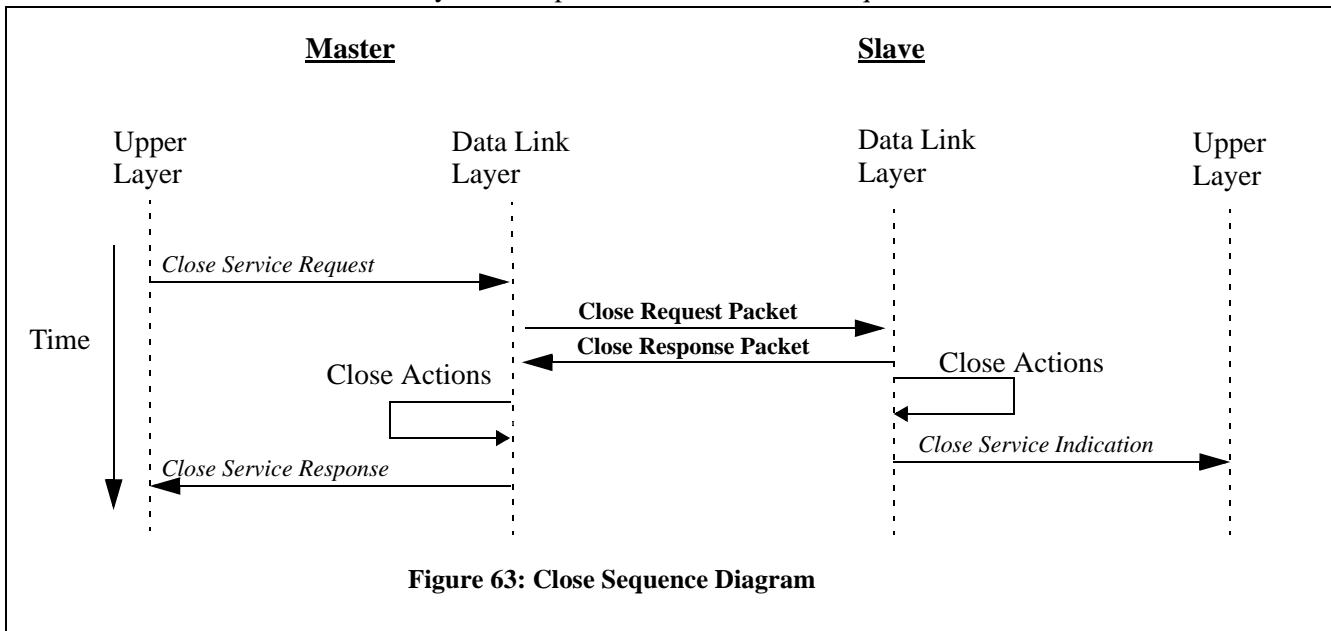 Master
Slave
Upper
Layer
Data Link
Layer
Data Link
Layer
Upper
Layer
Close Service Request
Close Request Packet
Time
Close Response Packet
Close Actions
Close Actions
Close Service Indication
Close Service Response
Figure 63: Close Sequence Diagram